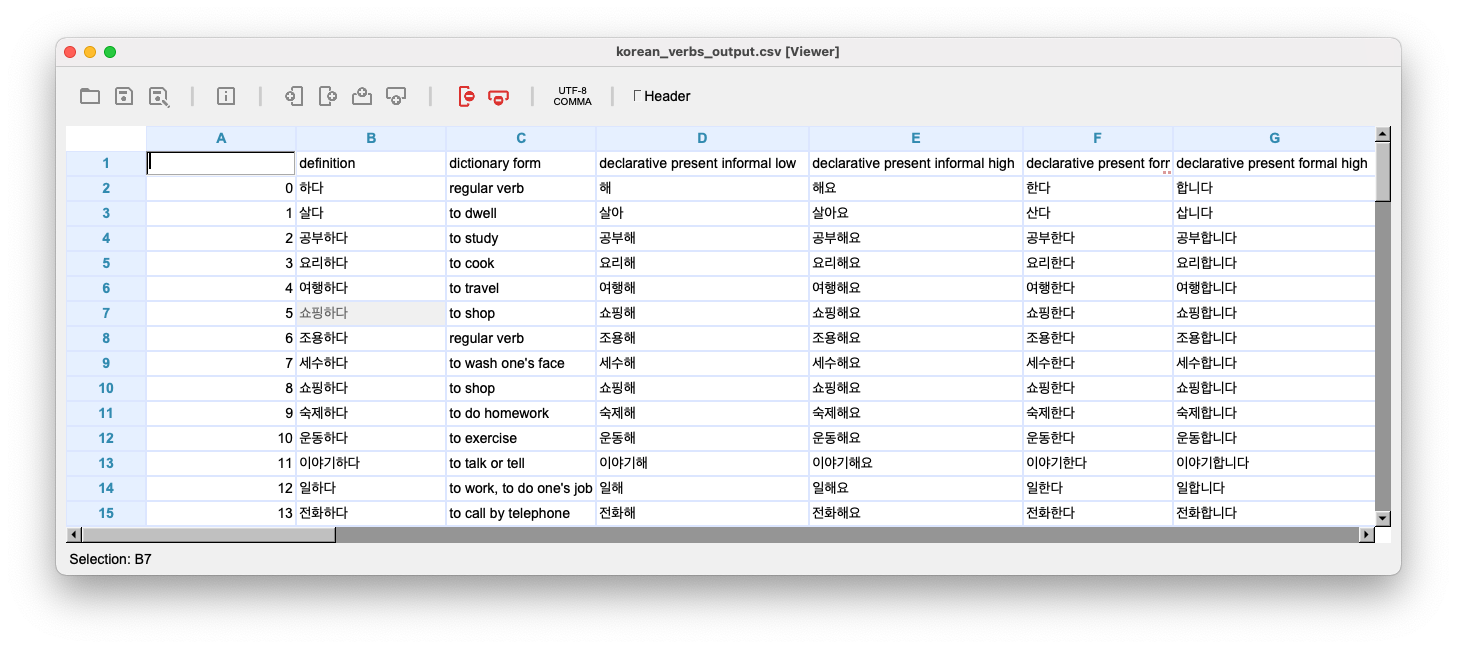 korean_verbs_output.csv [Viewer]
UTF-8
COMMA
Header
A B C D E F G
1 definition dictionary form declarative present informal low declarative present informal high declarative present forr declarative present formal high
2 0 하다 regular verb 해 해요 한다 합니다
3 1 살다 to dwell 살아 살아요 산다 삽니다
4 2 공부하다 to study 공부해 공부해요 공부한다 공부합니다
5 3 요리하다 to cook 요리해 요리해요 요리한다 요리합니다
6 4 여행하다 to travel 여행해 여행해요 여행한다 여행합니다
7 5 쇼핑하다 to shop 쇼핑해 쇼핑해요 쇼핑한다 쇼핑합니다
8 6 조용하다 regular verb 조용해 조용해요 조용한다 조용합니다
9 7 세수하다 to wash one's face 세수해 세수해요 세수한다 세수합니다
10 8 쇼핑하다 to shop 쇼핑해 쇼핑해요 쇼핑한다 쇼핑합니다
11 9 숙제하다 to do homework 숙제해 숙제해요 숙제한다 숙제합니다
12 10 운동하다 to exercise 운동해 운동해요 운동한다 운동합니다
13 11 이야기하다 to talk or tell 이야기해 이야기해요 이야기한다 이야기합니다
14 12 일하다 to work, to do one's job 일해 일해요 일한다 일합니다
15 13 전화하다 to call by telephone 전화해 전화해요 전화한다 전화합니다
Selection: B7